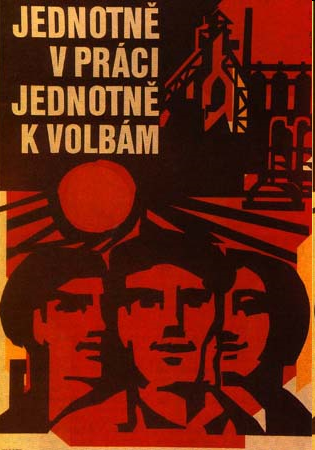 JEDNOTNĚ
V PRÁCI
JEDNOTNĚ
K VOLBÁM